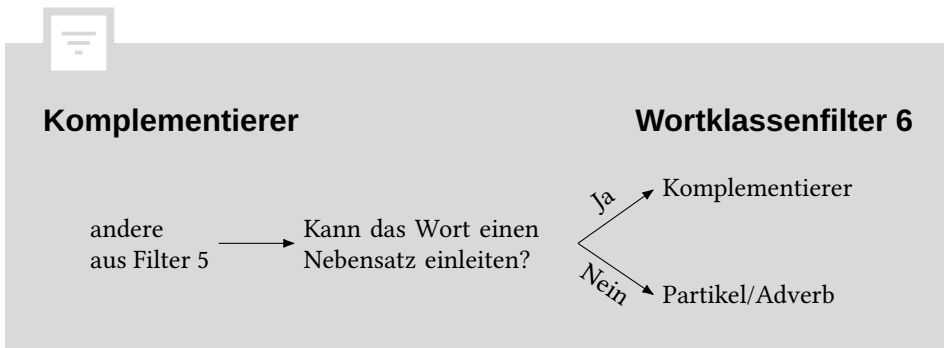 Komplementierer
Wortklassenfilter 6
andere
aus Filter 5
Kann das Wort einen
Nebensatz einleiten?
Ja
Nein
Komplementierer
Partikel/Adverb